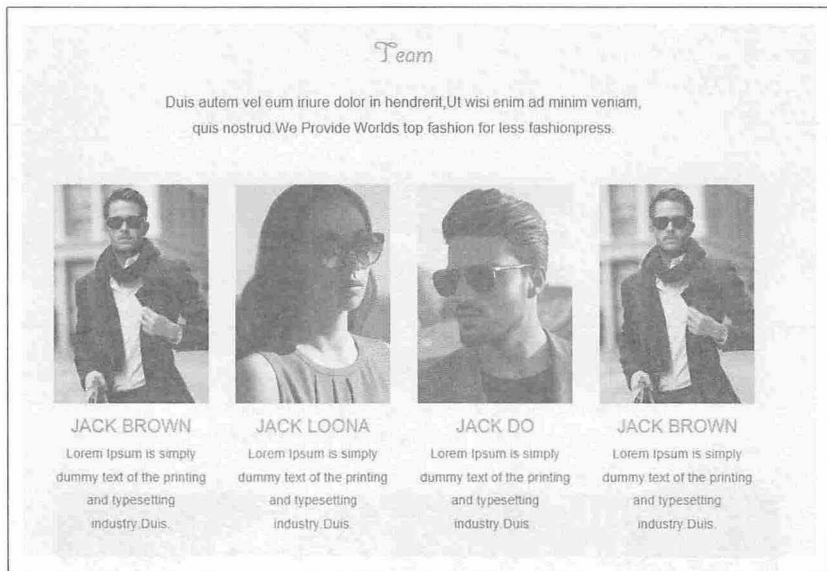 Team
Duis autem vel eum iriure dolor in hendrerit,Ut wisi enim ad minim veniam,
quis nostrud.We Provide Worlds top fashion for less fashionpress.
JACK BROWN
Lorem Ipsum is simply
dummy text of the printing
and typesetting
industry.Duis.
JACK LOONA
Lorem Ipsum is simply
dummy text of the printing
and typesetting
industry.Duis.
JACK DO
Lorem Ipsum is simply
dummy text of the printing
and typesetting
industry.Duis.
JACK BROWN
Lorem Ipsum is simply
dummy text of the printing
and typesetting
industry.Duis.